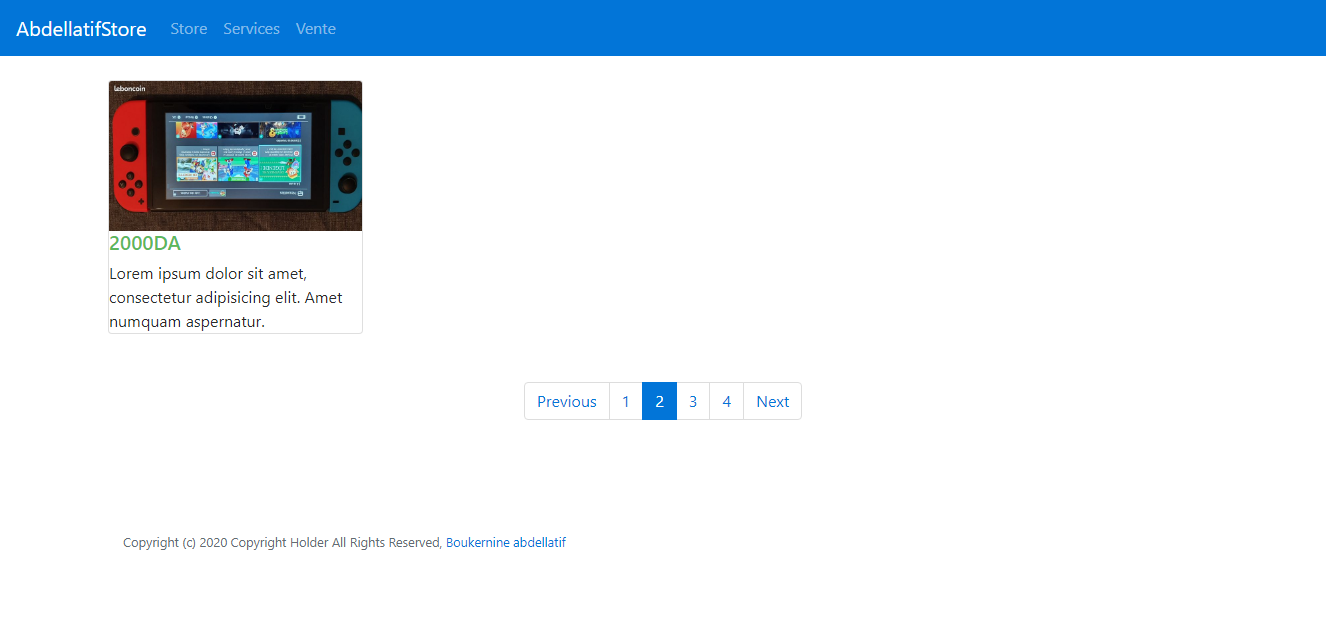 AbdellatifStore Store Services Vente
leboncoin
2000DA
Lorem ipsum dolor sit amet,
consectetur adipisicing elit. Amet
numquam aspernatur.
Previous 1 2 3 4 Next
Copyright (c) 2020 Copyright Holder All Rights Reserved, Boukernine abdellatif